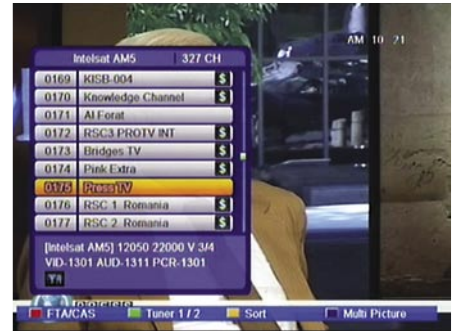 AM 10 21
Intelsat AM5 327 CH
0169 KISB-004 $
0170 Knowledge Channel $
0171 Al Forat
0172 RSC3 PROTV INT $
0173 Bridges TV $
0174 Pink Extra $
0175 Press TV
0176 RSC 1 Romania $
0177 RSC 2 Romania $
[Intelsat AM5] 12050 22000 V 3/4
VID-1301 AUD-1311 PCR-1301
FTA/CAS Tuner 1 / 2 Sort Multi Picture